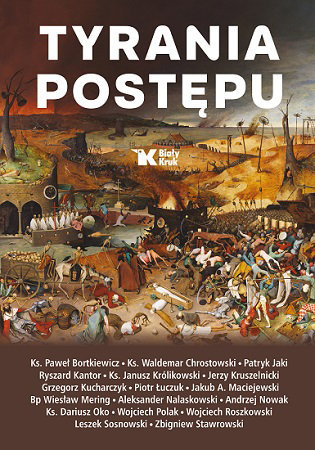 TYRANIA
POSTĘPU
Biały
Kruk
Ks. Paweł Bortkiewicz • Ks. Waldemar Chrostowski • Patryk Jaki
Ryszard Kantor • Ks. Janusz Królikowski • Jerzy Kruszelnicki
Grzegorz Kucharczyk • Piotr Łuczuk • Jakub A. Maciejewski
Bp Wiesław Mering • Aleksander Nalaskowski • Andrzej Nowak
Ks. Dariusz Oko • Wojciech Polak • Wojciech Roszkowski
Leszek Sosnowski • Zbigniew Stawrowski